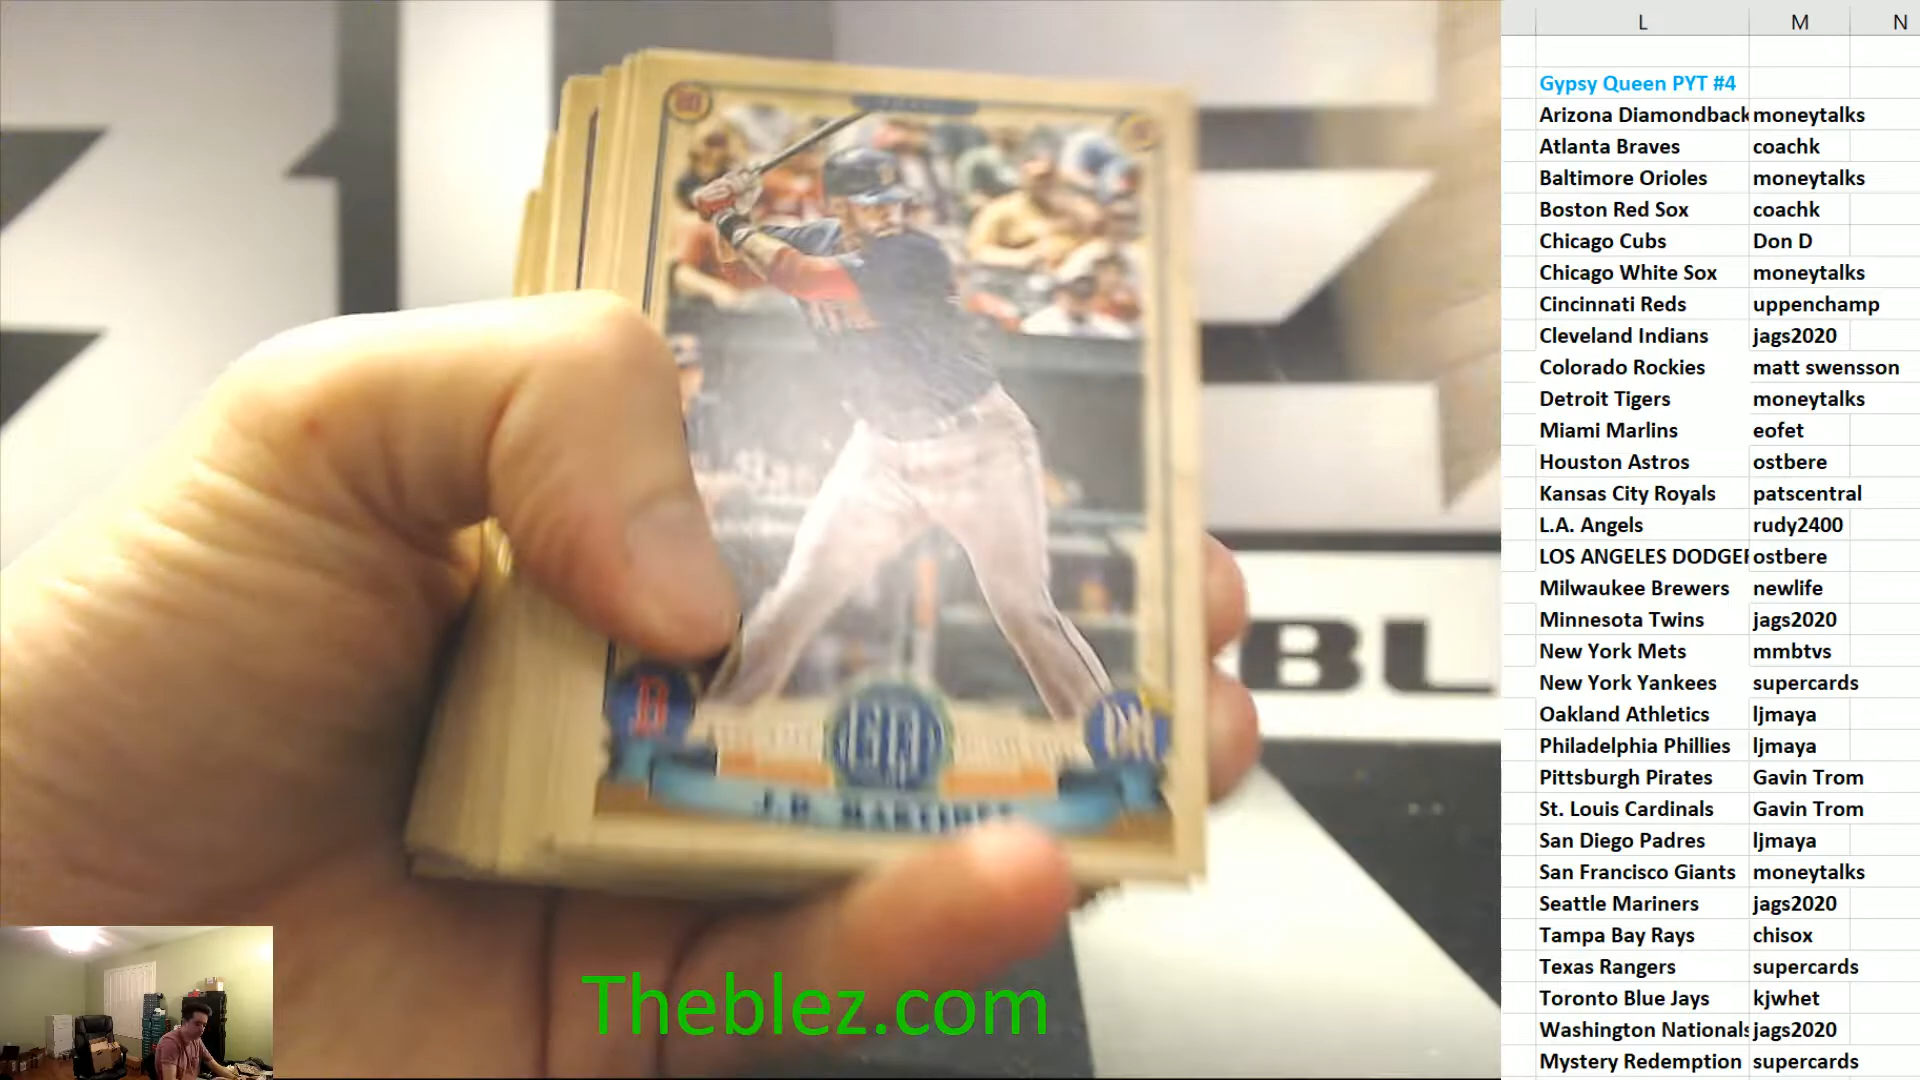 L M N
Gypsy Queen PYT #4
Arizona Diamondback moneytalks
Atlanta Braves coachk
Baltimore Orioles moneytalks
Boston Red Sox coachk
Chicago Cubs Don D
Chicago White Sox moneytalks
Cincinnati Reds uppenchamp
Cleveland Indians jags2020
Colorado Rockies matt swensson
Detroit Tigers moneytalks
Miami Marlins eofet
Houston Astros ostbere
Kansas City Royals patscentral
L.A. Angels rudy2400
LOS ANGELES DODGER ostbere
Milwaukee Brewers newlife
Minnesota Twins jags2020
New York Mets mmbtvs
New York Yankees supercards
Oakland Athletics ljmaya
Philadelphia Phillies ljmaya
Pittsburgh Pirates Gavin Trom
St. Louis Cardinals Gavin Trom
San Diego Padres ljmaya
San Francisco Giants moneytalks
Seattle Mariners jags2020
Tampa Bay Rays chisox
Texas Rangers supercards
Toronto Blue Jays kjwhet
Washington Nationals jags2020
Mystery Redemption supercards
BL
B GQ DH
J.D. MARTINEZ
Theblez.com